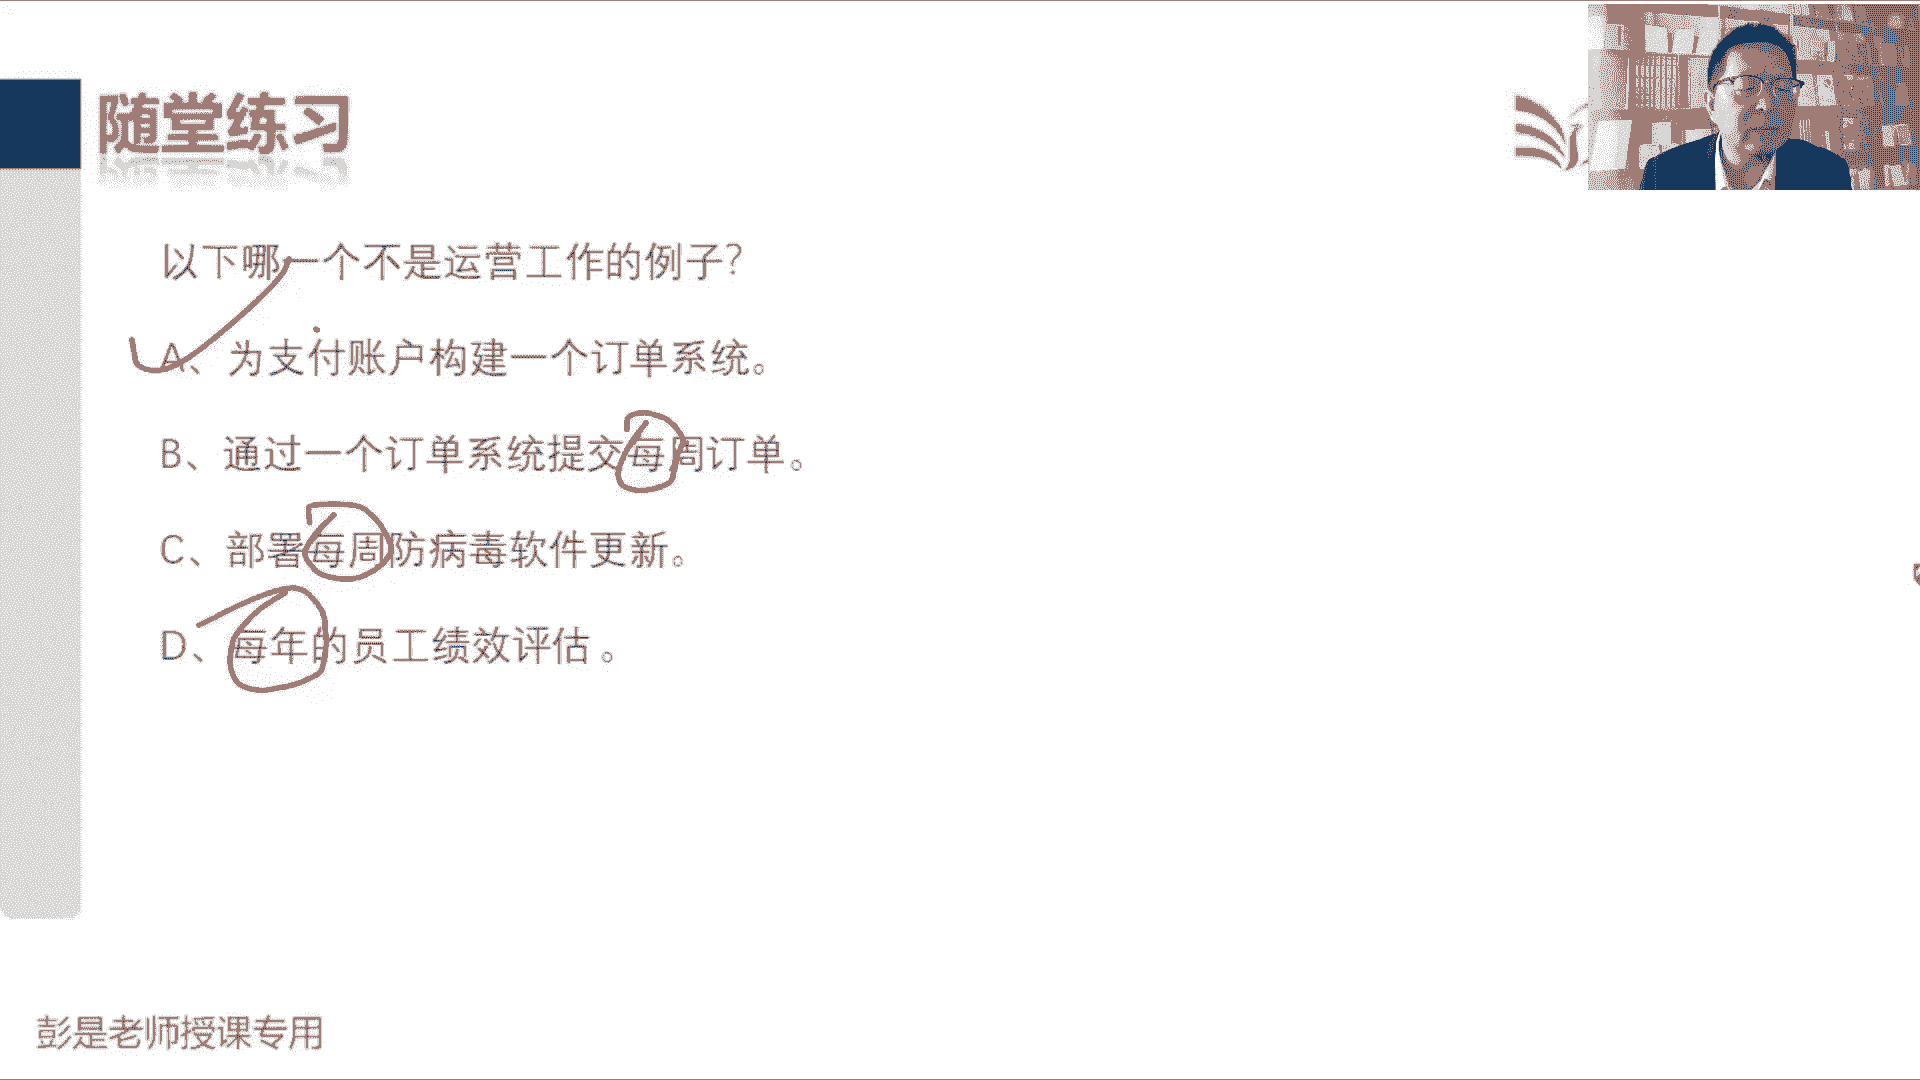 随堂练习
以下哪一个不是运营工作的例子？
A、为支付账户构建一个订单系统。
B、通过一个订单系统提交每周订单。
C、部署每周防病毒软件更新。
D、每年的员工绩效评估。
彭是老师授课专用